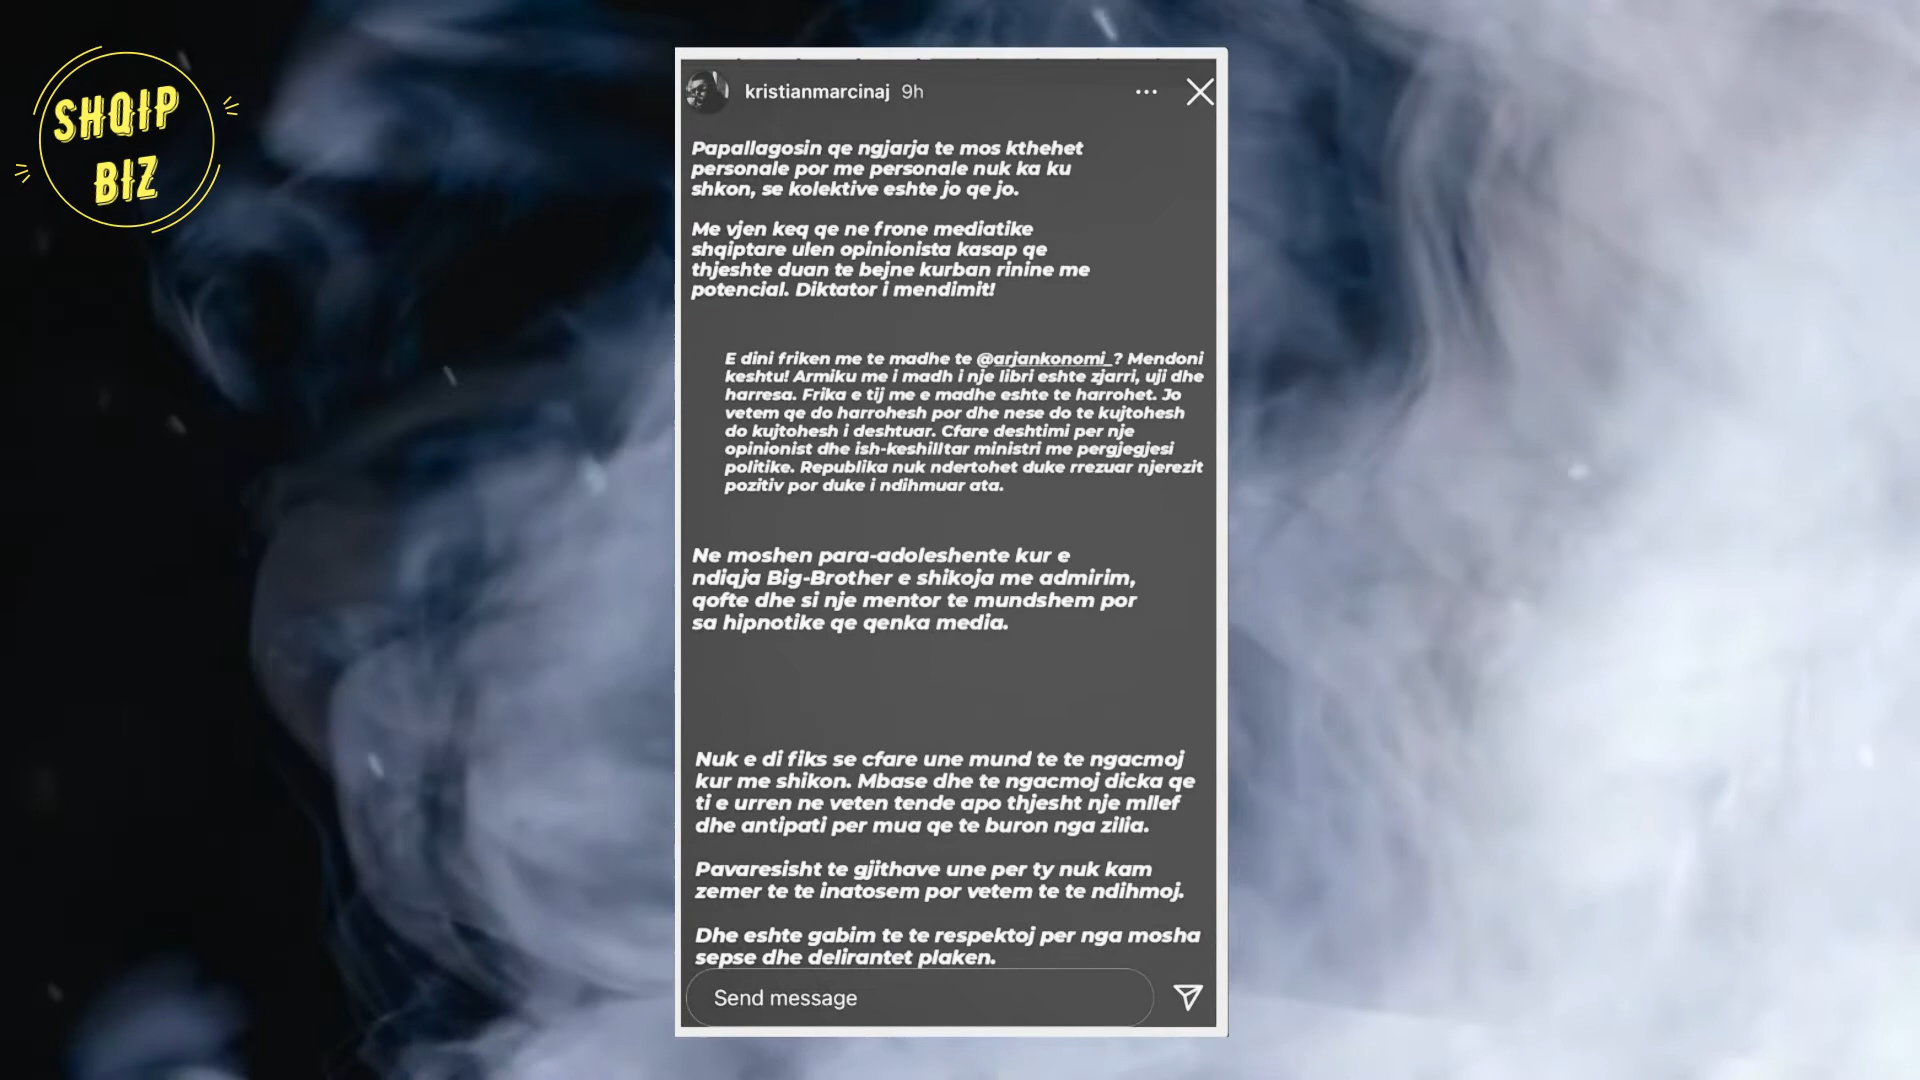 SHQIP
BIZ
kristianmarcinaj 9h
Papallagosin qe ngjarja te mos kthehet
personale por me personale nuk ka ku
shkon, se kolektive eshte jo qe jo.
Me vjen keq qe ne frone mediatike
shqiptare ulen opinionista kasap qe
thjeshte duan te bejne kurban rinine me
potencial. Diktator i mendimit!
E dini friken me te madhe te @arjankonomi_? Mendoni
keshtu! Armiku me i madh i nje libri eshte zjarri, uji dhe
harresa. Frika e tij me e madhe eshte te harrohet. Jo
vetem qe do harrohesh por dhe nese do te kujtohesh
do kujtohesh i deshtuar. Cfare deshtimi per nje
opinionist dhe ish-keshilltar ministri me pergjegjesi
politike. Republika nuk ndertohet duke rrezuar njerezit
pozitiv por duke i ndihmuar ata.
Ne moshen para-adoleshente kur e
ndiqja Big-Brother e shikoja me admirim,
qofte dhe si nje mentor te mundshem por
sa hipnotike qe qenka media.
Nuk e di fiks se cfare une mund te te ngacmoj
kur me shikon. Mbase dhe te ngacmoj dicka qe
ti e urren ne veten tende apo thjesht nje mllef
dhe antipati per mua qe te buron nga zilia.
Pavaresisht te gjithave une per ty nuk kam
zemer te te inatosem por vetem te te ndihmoj.
Dhe eshte gabim te te respektoj per nga mosha
sepse dhe delirantet plaken.
Send message